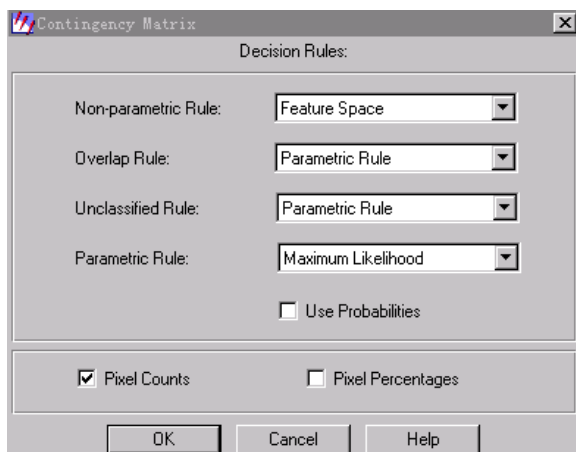 Contingency Matrix
Decision Rules:
Non-parametric Rule: Feature Space
Overlap Rule: Parametric Rule
Unclassified Rule: Parametric Rule
Parametric Rule: Maximum Likelihood
Use Probabilities
Pixel Counts Pixel Percentages
OK Cancel Help